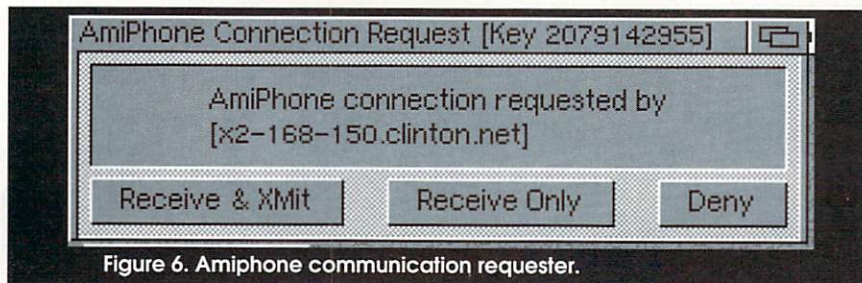 AmiPhone Connection Request [Key 2079142955]
AmiPhone connection requested by
[x2-168-150.clinton.net]
Receive & XMit
Receive Only
Deny
Figure 6. Amiphone communication requester.